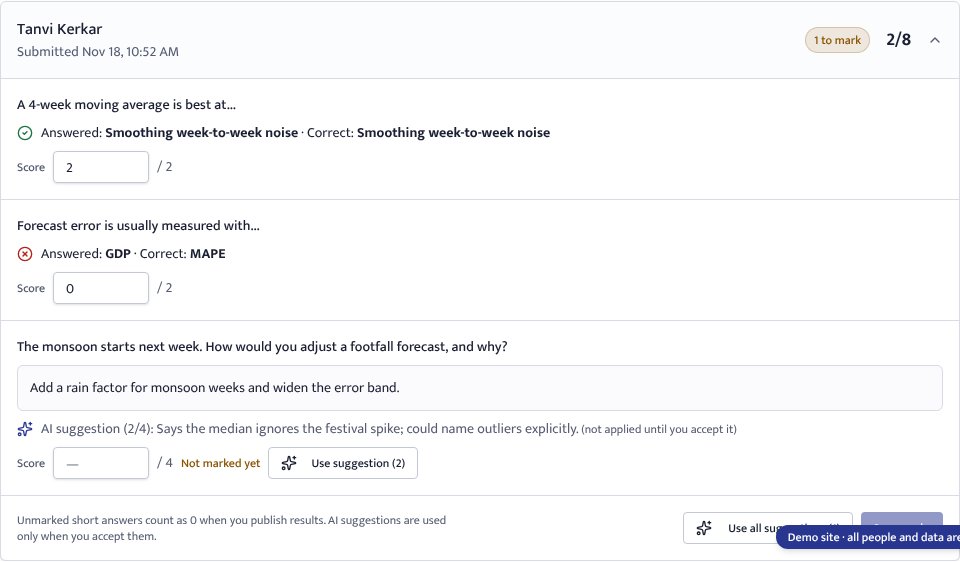 Tanvi Kerkar
Submitted Nov 18, 10:52 AM
1 to mark
2/8
A 4-week moving average is best at...
Answered: Smoothing week-to-week noise · Correct: Smoothing week-to-week noise
Score 2 / 2
Forecast error is usually measured with...
Answered: GDP · Correct: MAPE
Score 0 / 2
The monsoon starts next week. How would you adjust a footfall forecast, and why?
Add a rain factor for monsoon weeks and widen the error band.
AI suggestion (2/4): Says the median ignores the festival spike; could name outliers explicitly. (not applied until you accept it)
Score — / 4 Not marked yet Use suggestion (2)
Unmarked short answers count as 0 when you publish results. AI suggestions are used
only when you accept them.
Use all
Demo site · all people and data are